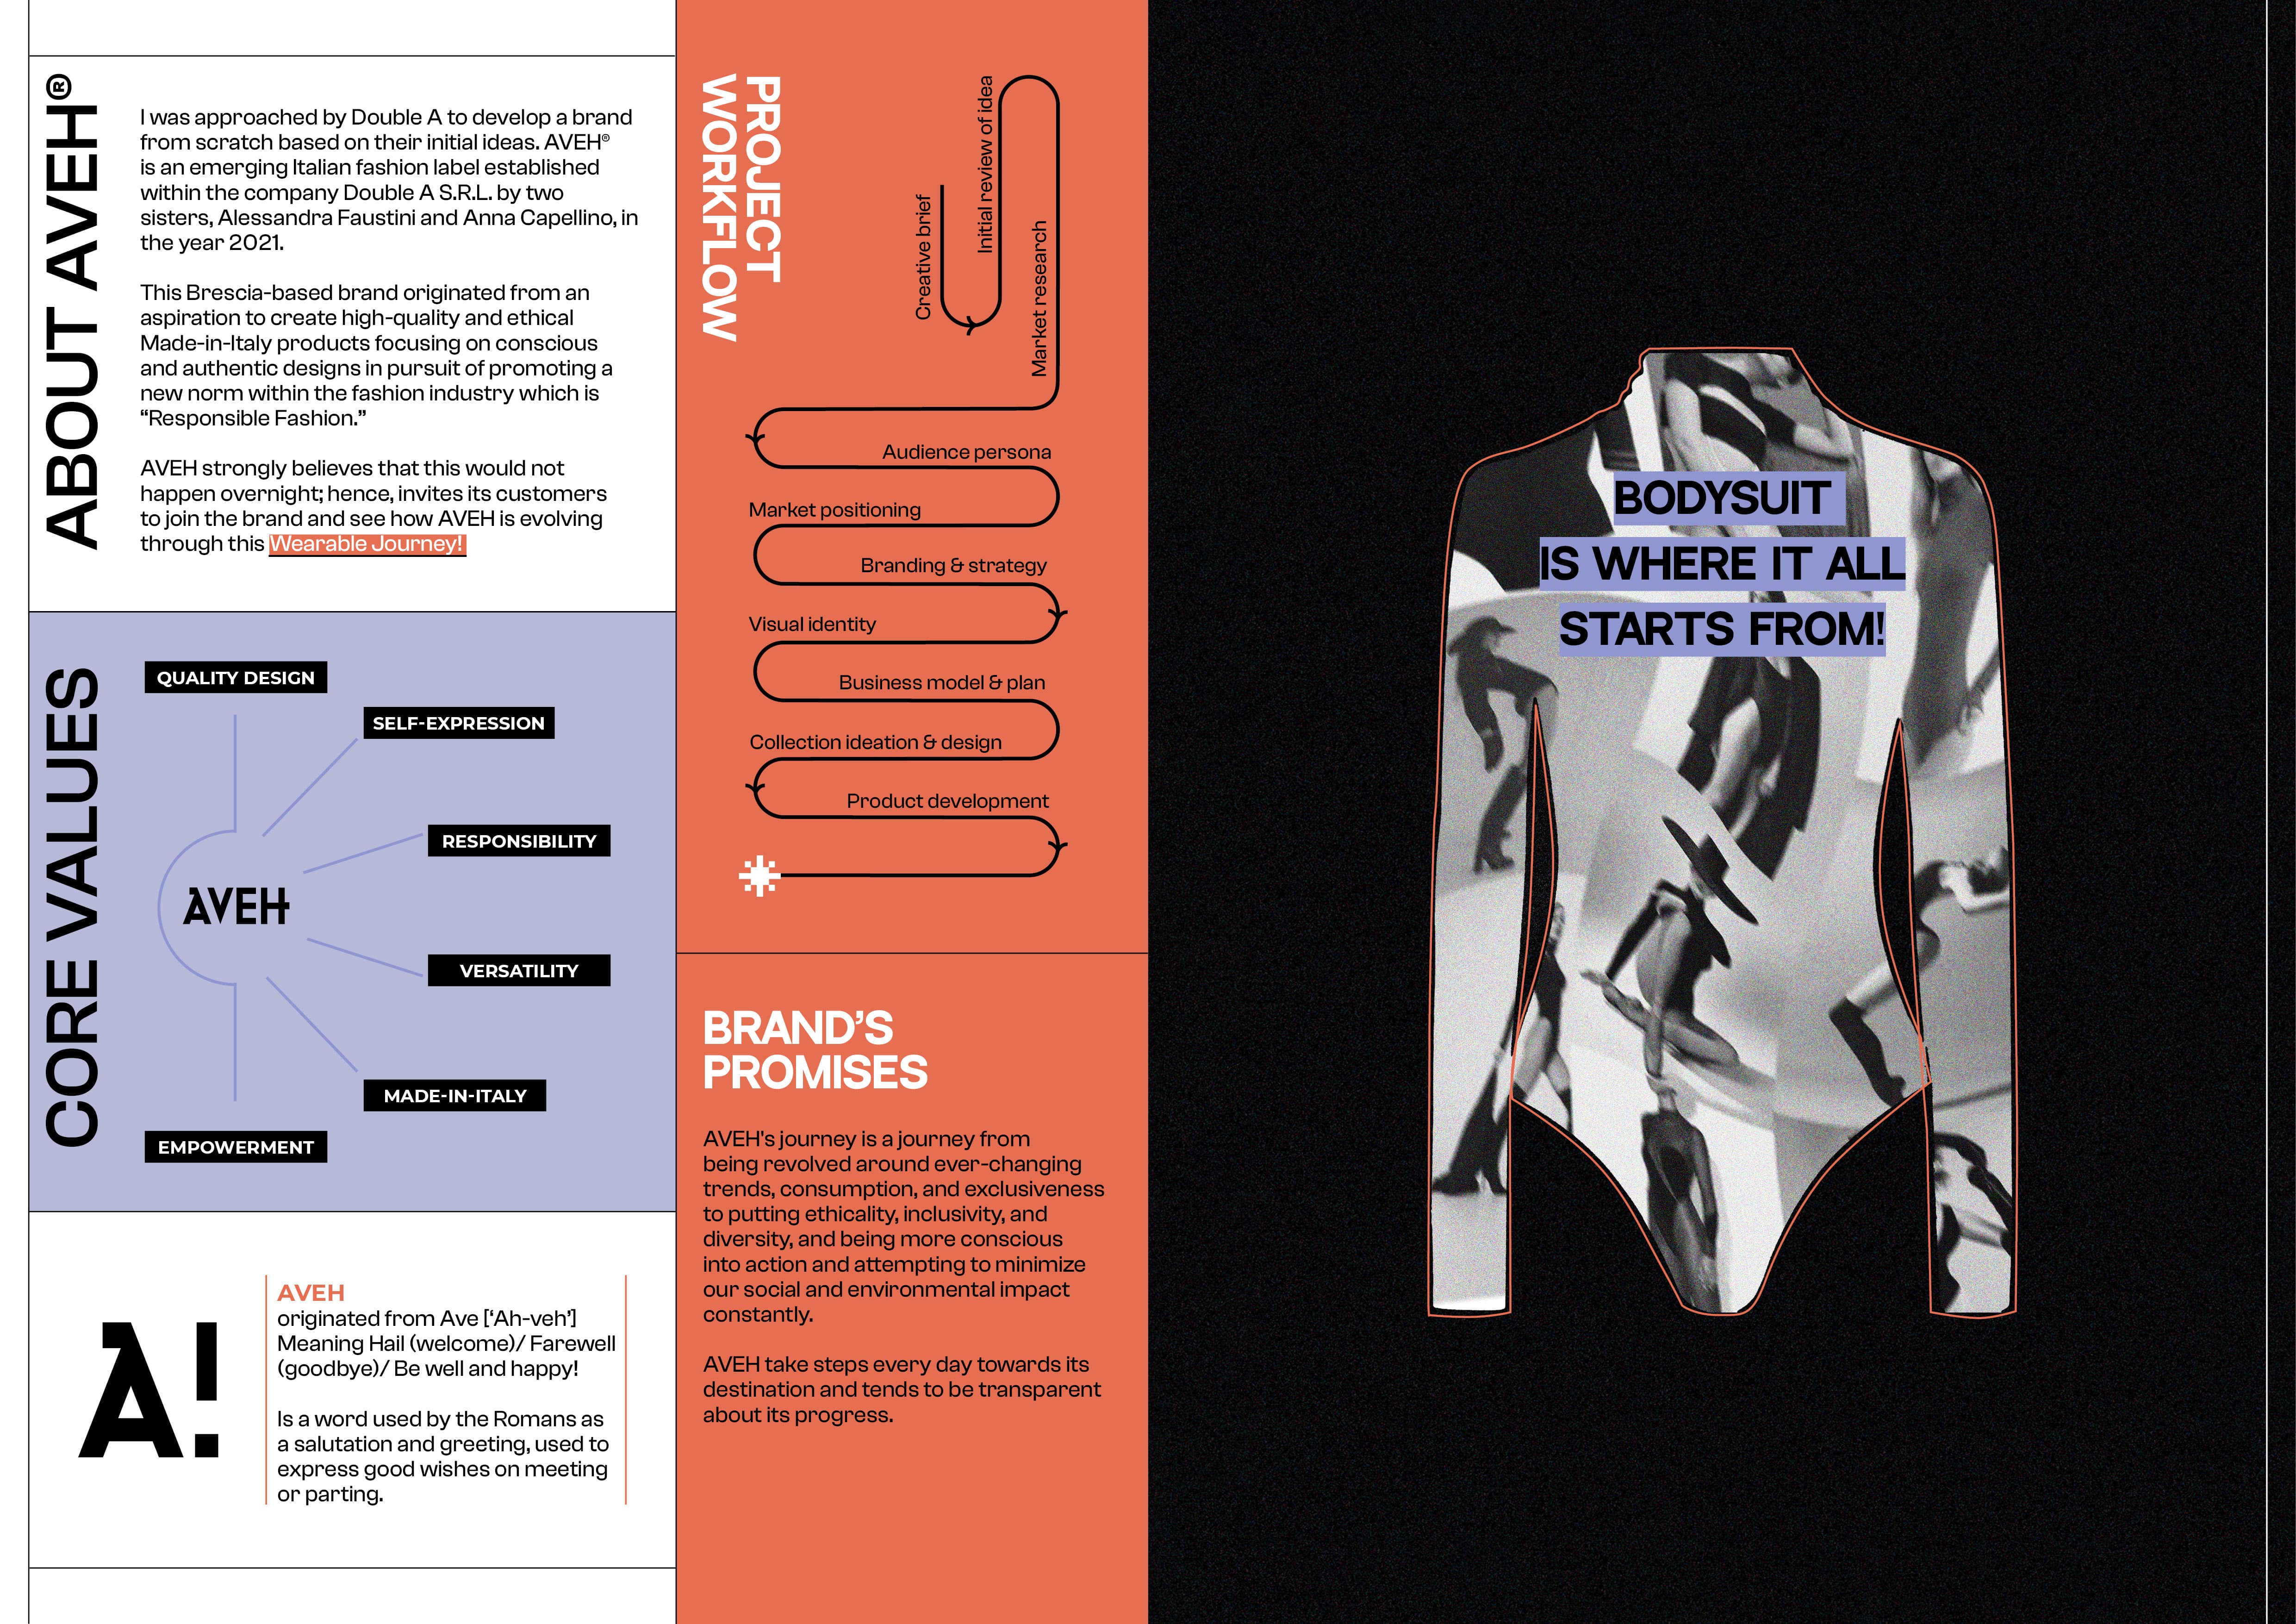 ABOUT AVEH®
I was approached by Double A to develop a brand
from scratch based on their initial ideas. AVEH®
is an emerging Italian fashion label established
within the company Double A S.R.L. by two
sisters, Alessandra Faustini and Anna Capellino, in
the year 2021.
This Brescia-based brand originated from an
aspiration to create high-quality and ethical
Made-in-Italy products focusing on conscious
and authentic designs in pursuit of promoting a
new norm within the fashion industry which is
“Responsible Fashion.”
AVEH strongly believes that this would not
happen overnight; hence, invites its customers
to join the brand and see how AVEH is evolving
through this Wearable Journey!
CORE VALUES
QUALITY DESIGN
SELF-EXPRESSION
RESPONSIBILITY
AVEH
VERSATILITY
MADE-IN-ITALY
EMPOWERMENT
A!
AVEH
originated from Ave [‘Ah-veh’]
Meaning Hail (welcome)/ Farewell
(goodbye)/ Be well and happy!
Is a word used by the Romans as
a salutation and greeting, used to
express good wishes on meeting
or parting.
PROJECT
WORKFLOW
Creative brief
Initial review of idea
Market research
Audience persona
Market positioning
Branding & strategy
Visual identity
Business model & plan
Collection ideation & design
Product development
BRAND’S
PROMISES
AVEH's journey is a journey from
being revolved around ever-changing
trends, consumption, and exclusiveness
to putting ethicality, inclusivity, and
diversity, and being more conscious
into action and attempting to minimize
our social and environmental impact
constantly.
AVEH take steps every day towards its
destination and tends to be transparent
about its progress.
BODYSUIT
IS WHERE IT ALL
STARTS FROM!